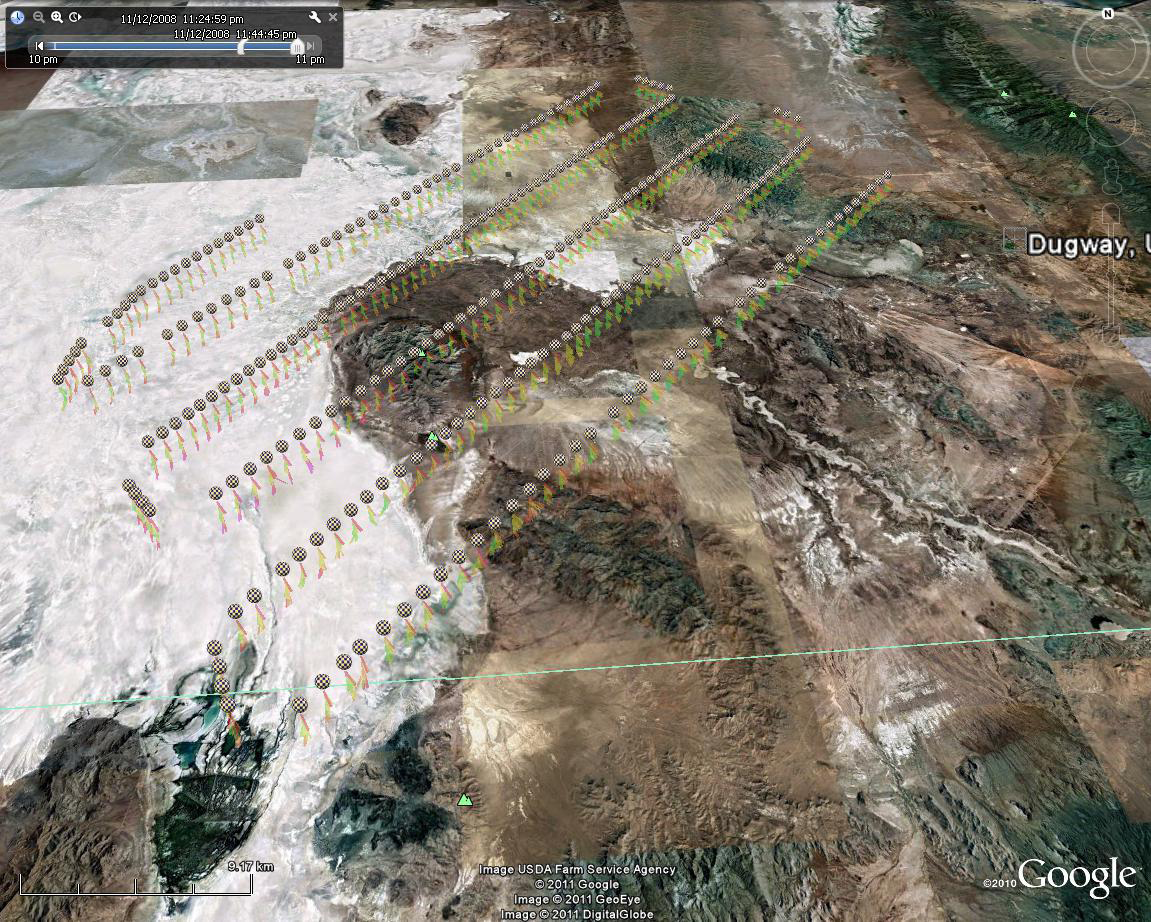 11/12/2008 11:24:59 pm
11/12/2008 11:44:45 pm
10 pm
11 pm
N
Dugway, U
9.17 km
Image USDA Farm Service Agency
© 2011 Google
Image © 2011 GeoEye
Image © 2011 DigitalGlobe
©2010 Google